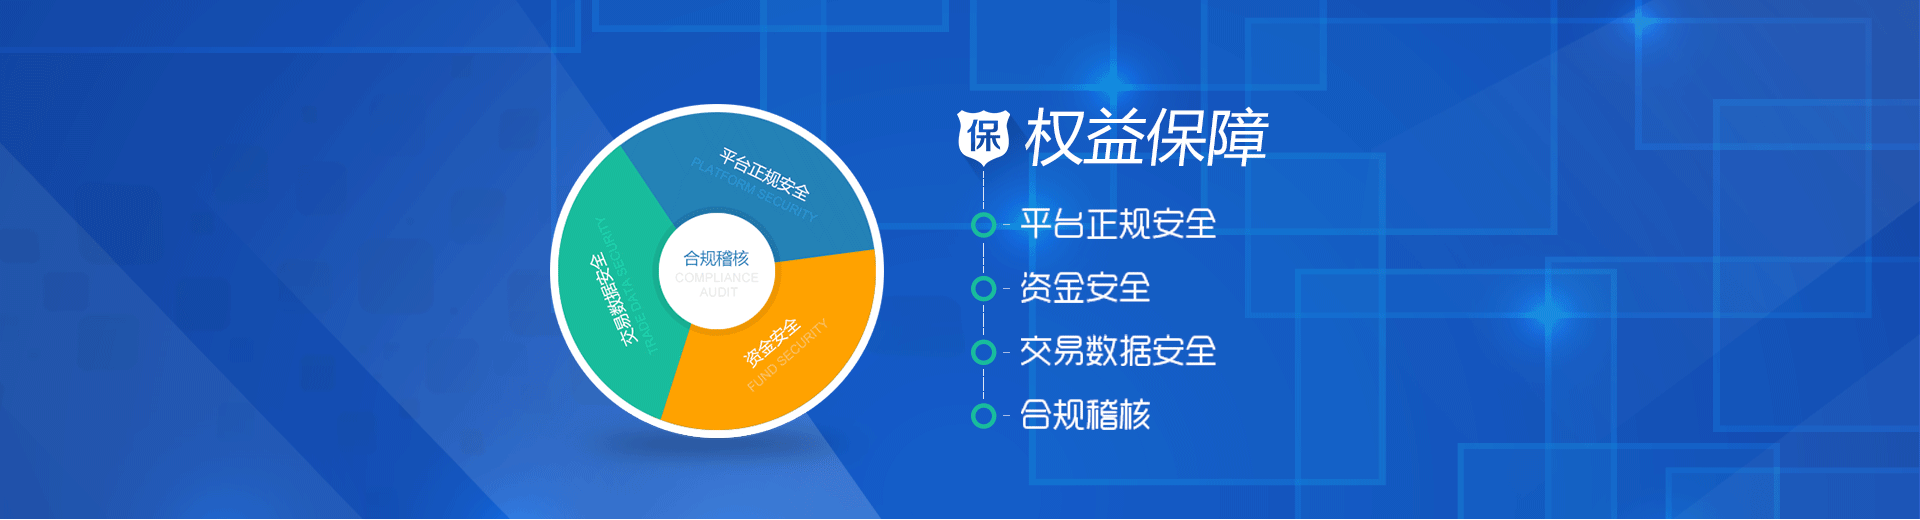 平台正规安全
PLATFORM SECURITY
交易数据安全
TRADE DATA SECURITY
合规稽核
COMPLIANCE
AUDIT
资金安全
FUND SECURITY
保 权益保障
平台正规安全
资金安全
交易数据安全
合规稽核